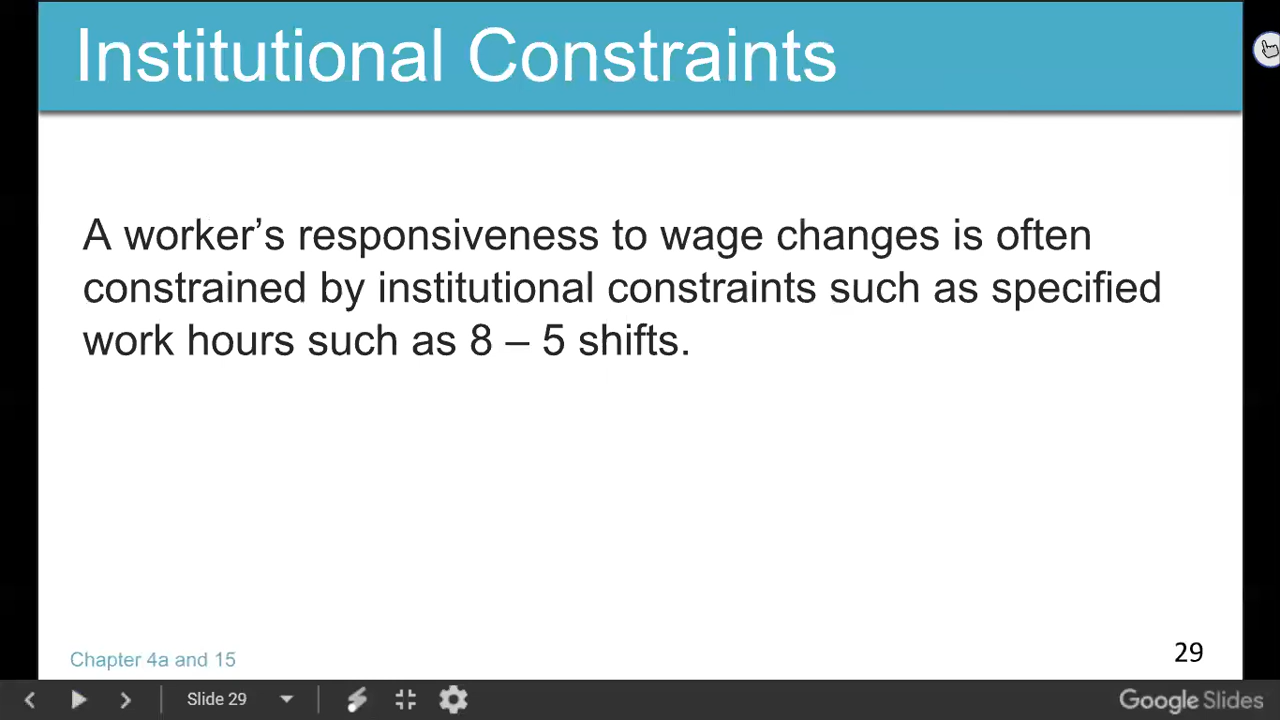 Institutional Constraints
A worker’s responsiveness to wage changes is often
constrained by institutional constraints such as specified
work hours such as 8 – 5 shifts.
Chapter 4a and 15
29
Slide 29
Google Slides